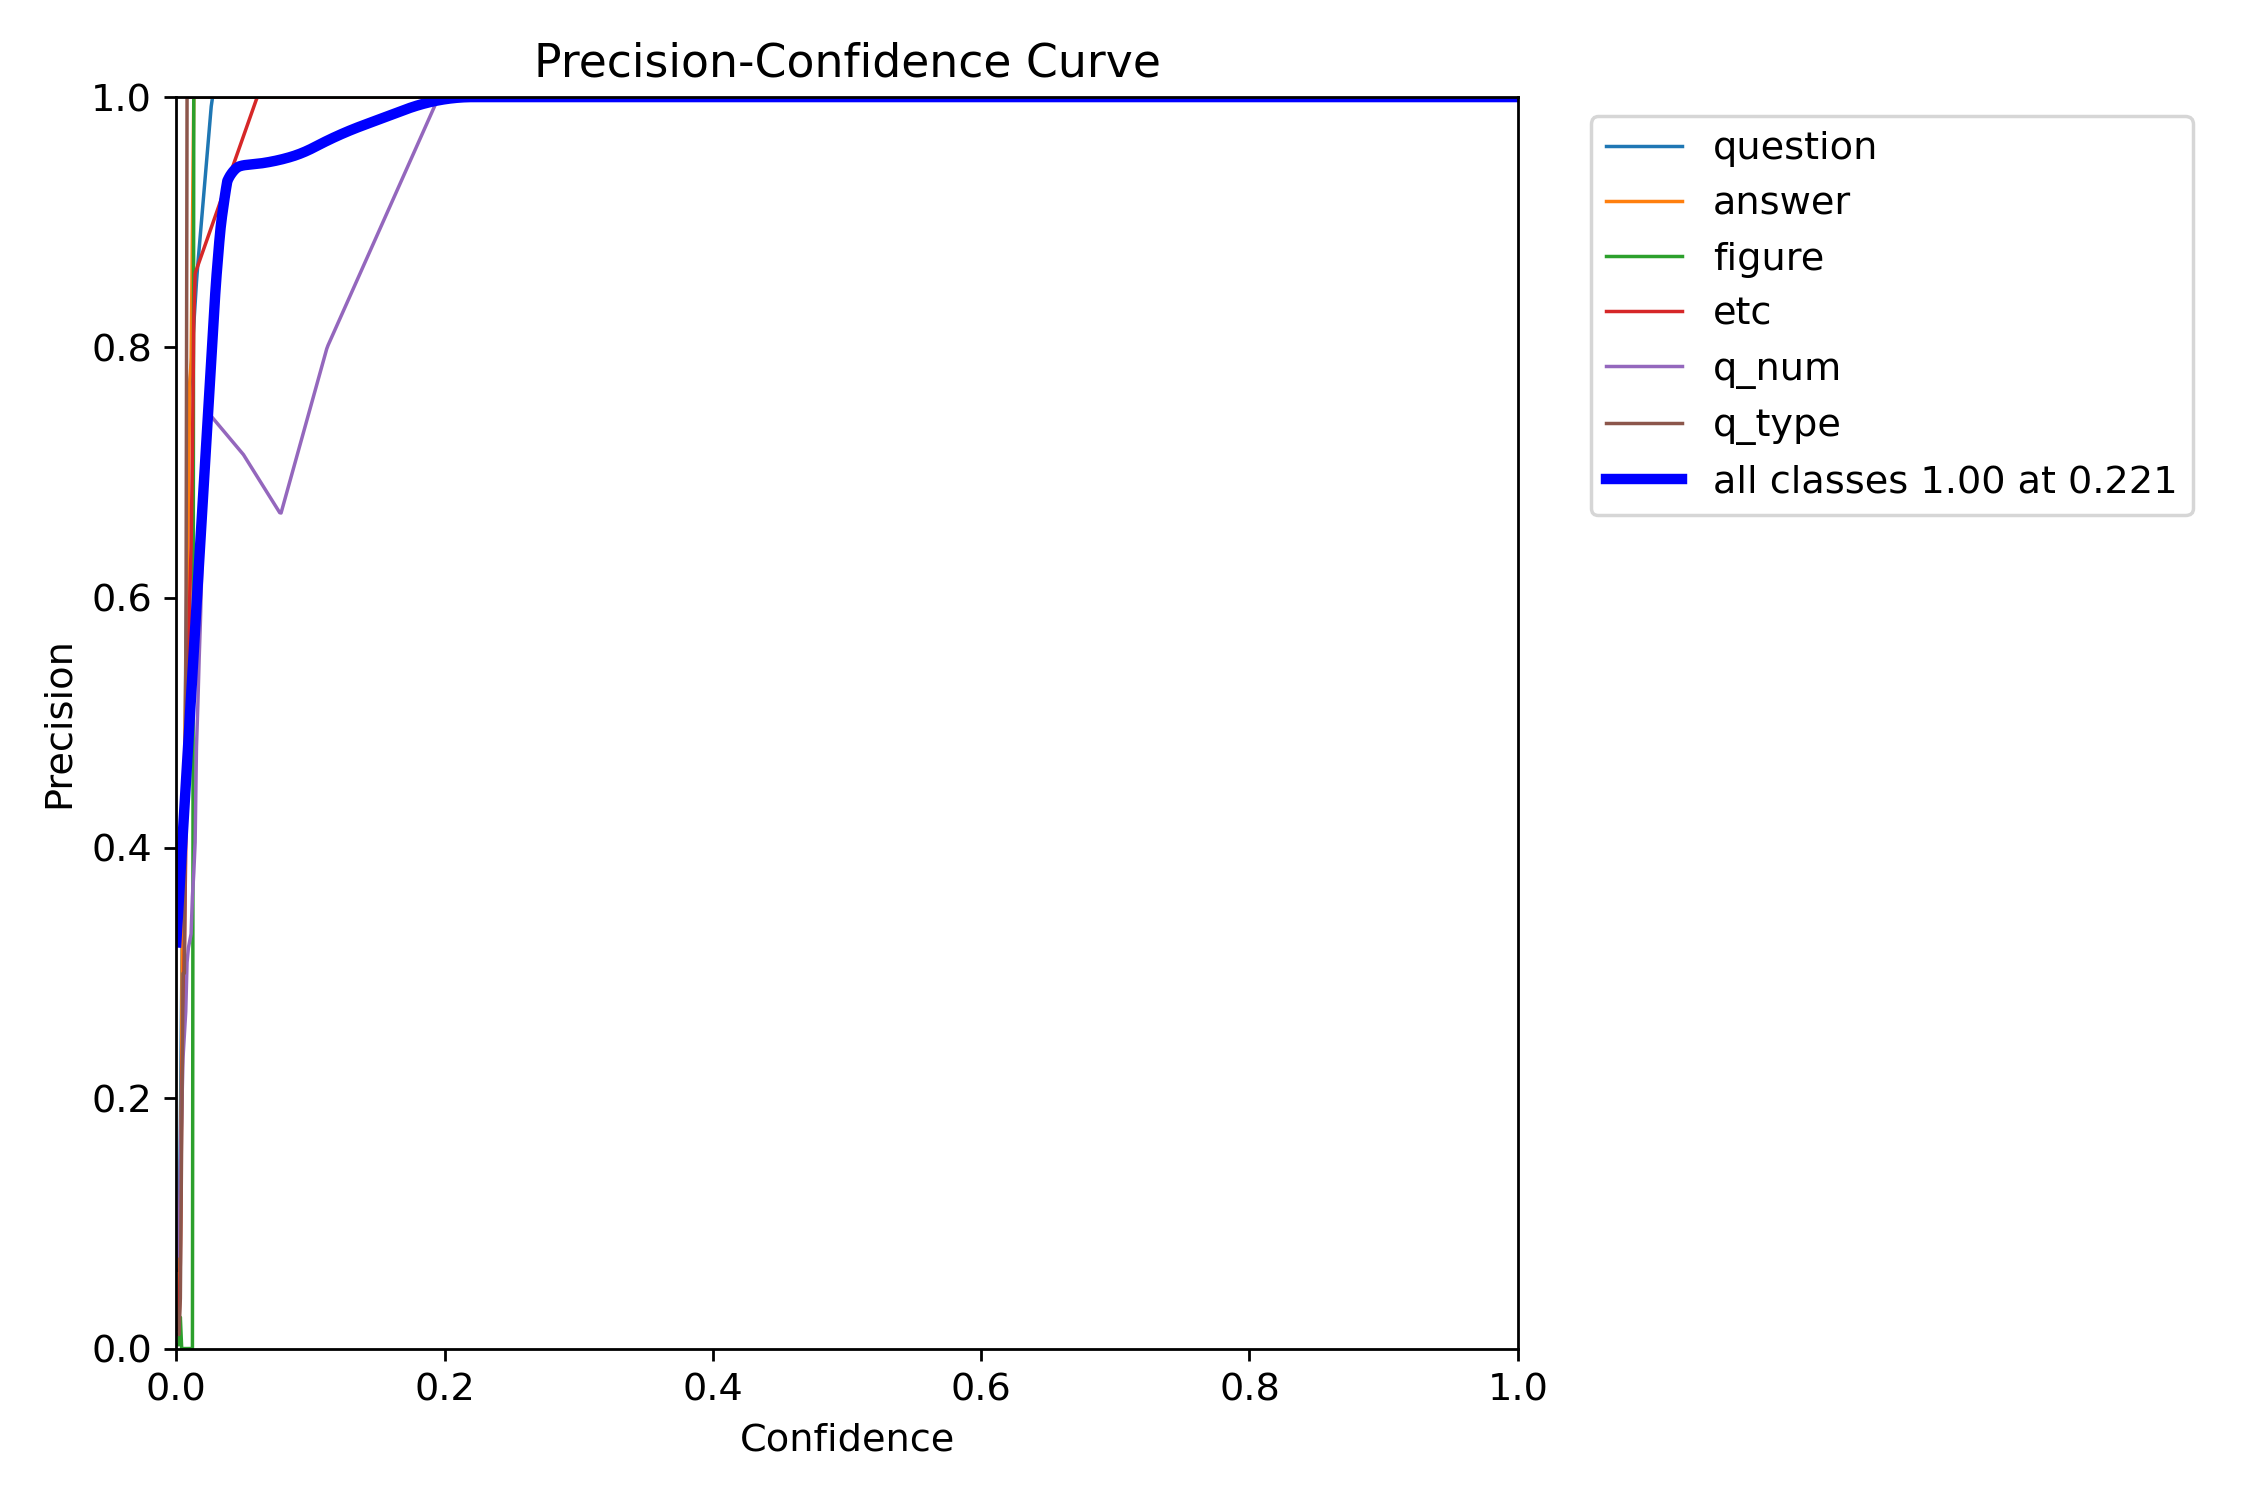 Precision-Confidence Curve
1.0
0.8
0.6
0.4
0.2
0.0
Precision
0.0 0.2 0.4 0.6 0.8 1.0
Confidence
question
answer
figure
etc
q_num
q_type
all classes 1.00 at 0.221